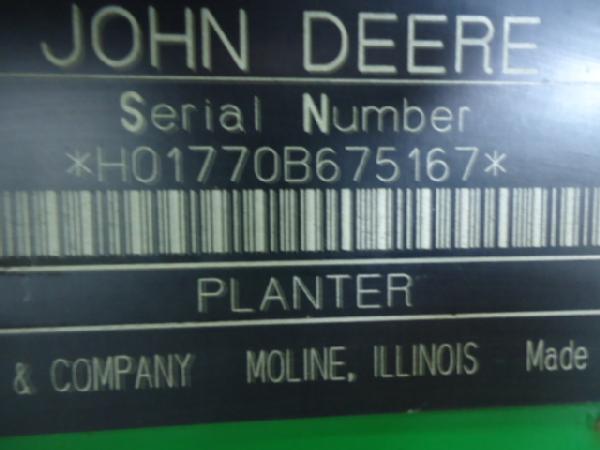 JOHN DEERE
Serial Number
*H01770B675167*
PLANTER
& COMPANY MOLINE, ILLINOIS Made